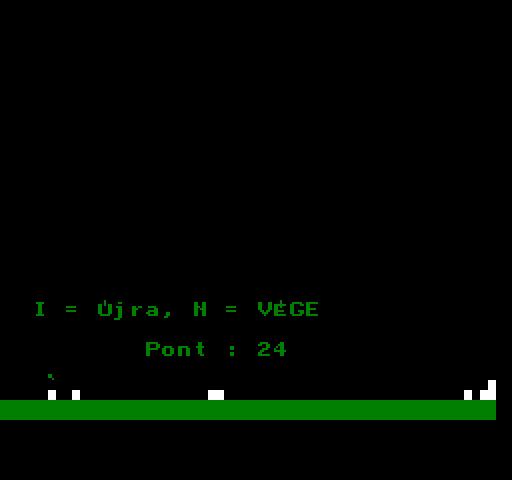 I = Újra, N = VÉGE
Pont : 24